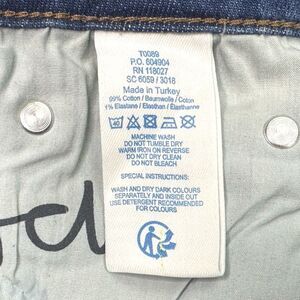 T0089
P.O. 604904
RN 118027
SC 6059 / 3018
Made in Turkey
99% Cotton / Baumwolle / Coton
1% Elastane / Elasthan / Élasthanne
40
MACHINE WASH
DO NOT TUMBLE DRY
WARM IRON ON REVERSE
DO NOT DRY CLEAN
DO NOT BLEACH
SPECIAL INSTRUCTIONS:
WASH AND DRY DARK COLOURS
SEPARATELY AND INSIDE OUT
USE DETERGENT RECOMMENDED
FOR COLOURS